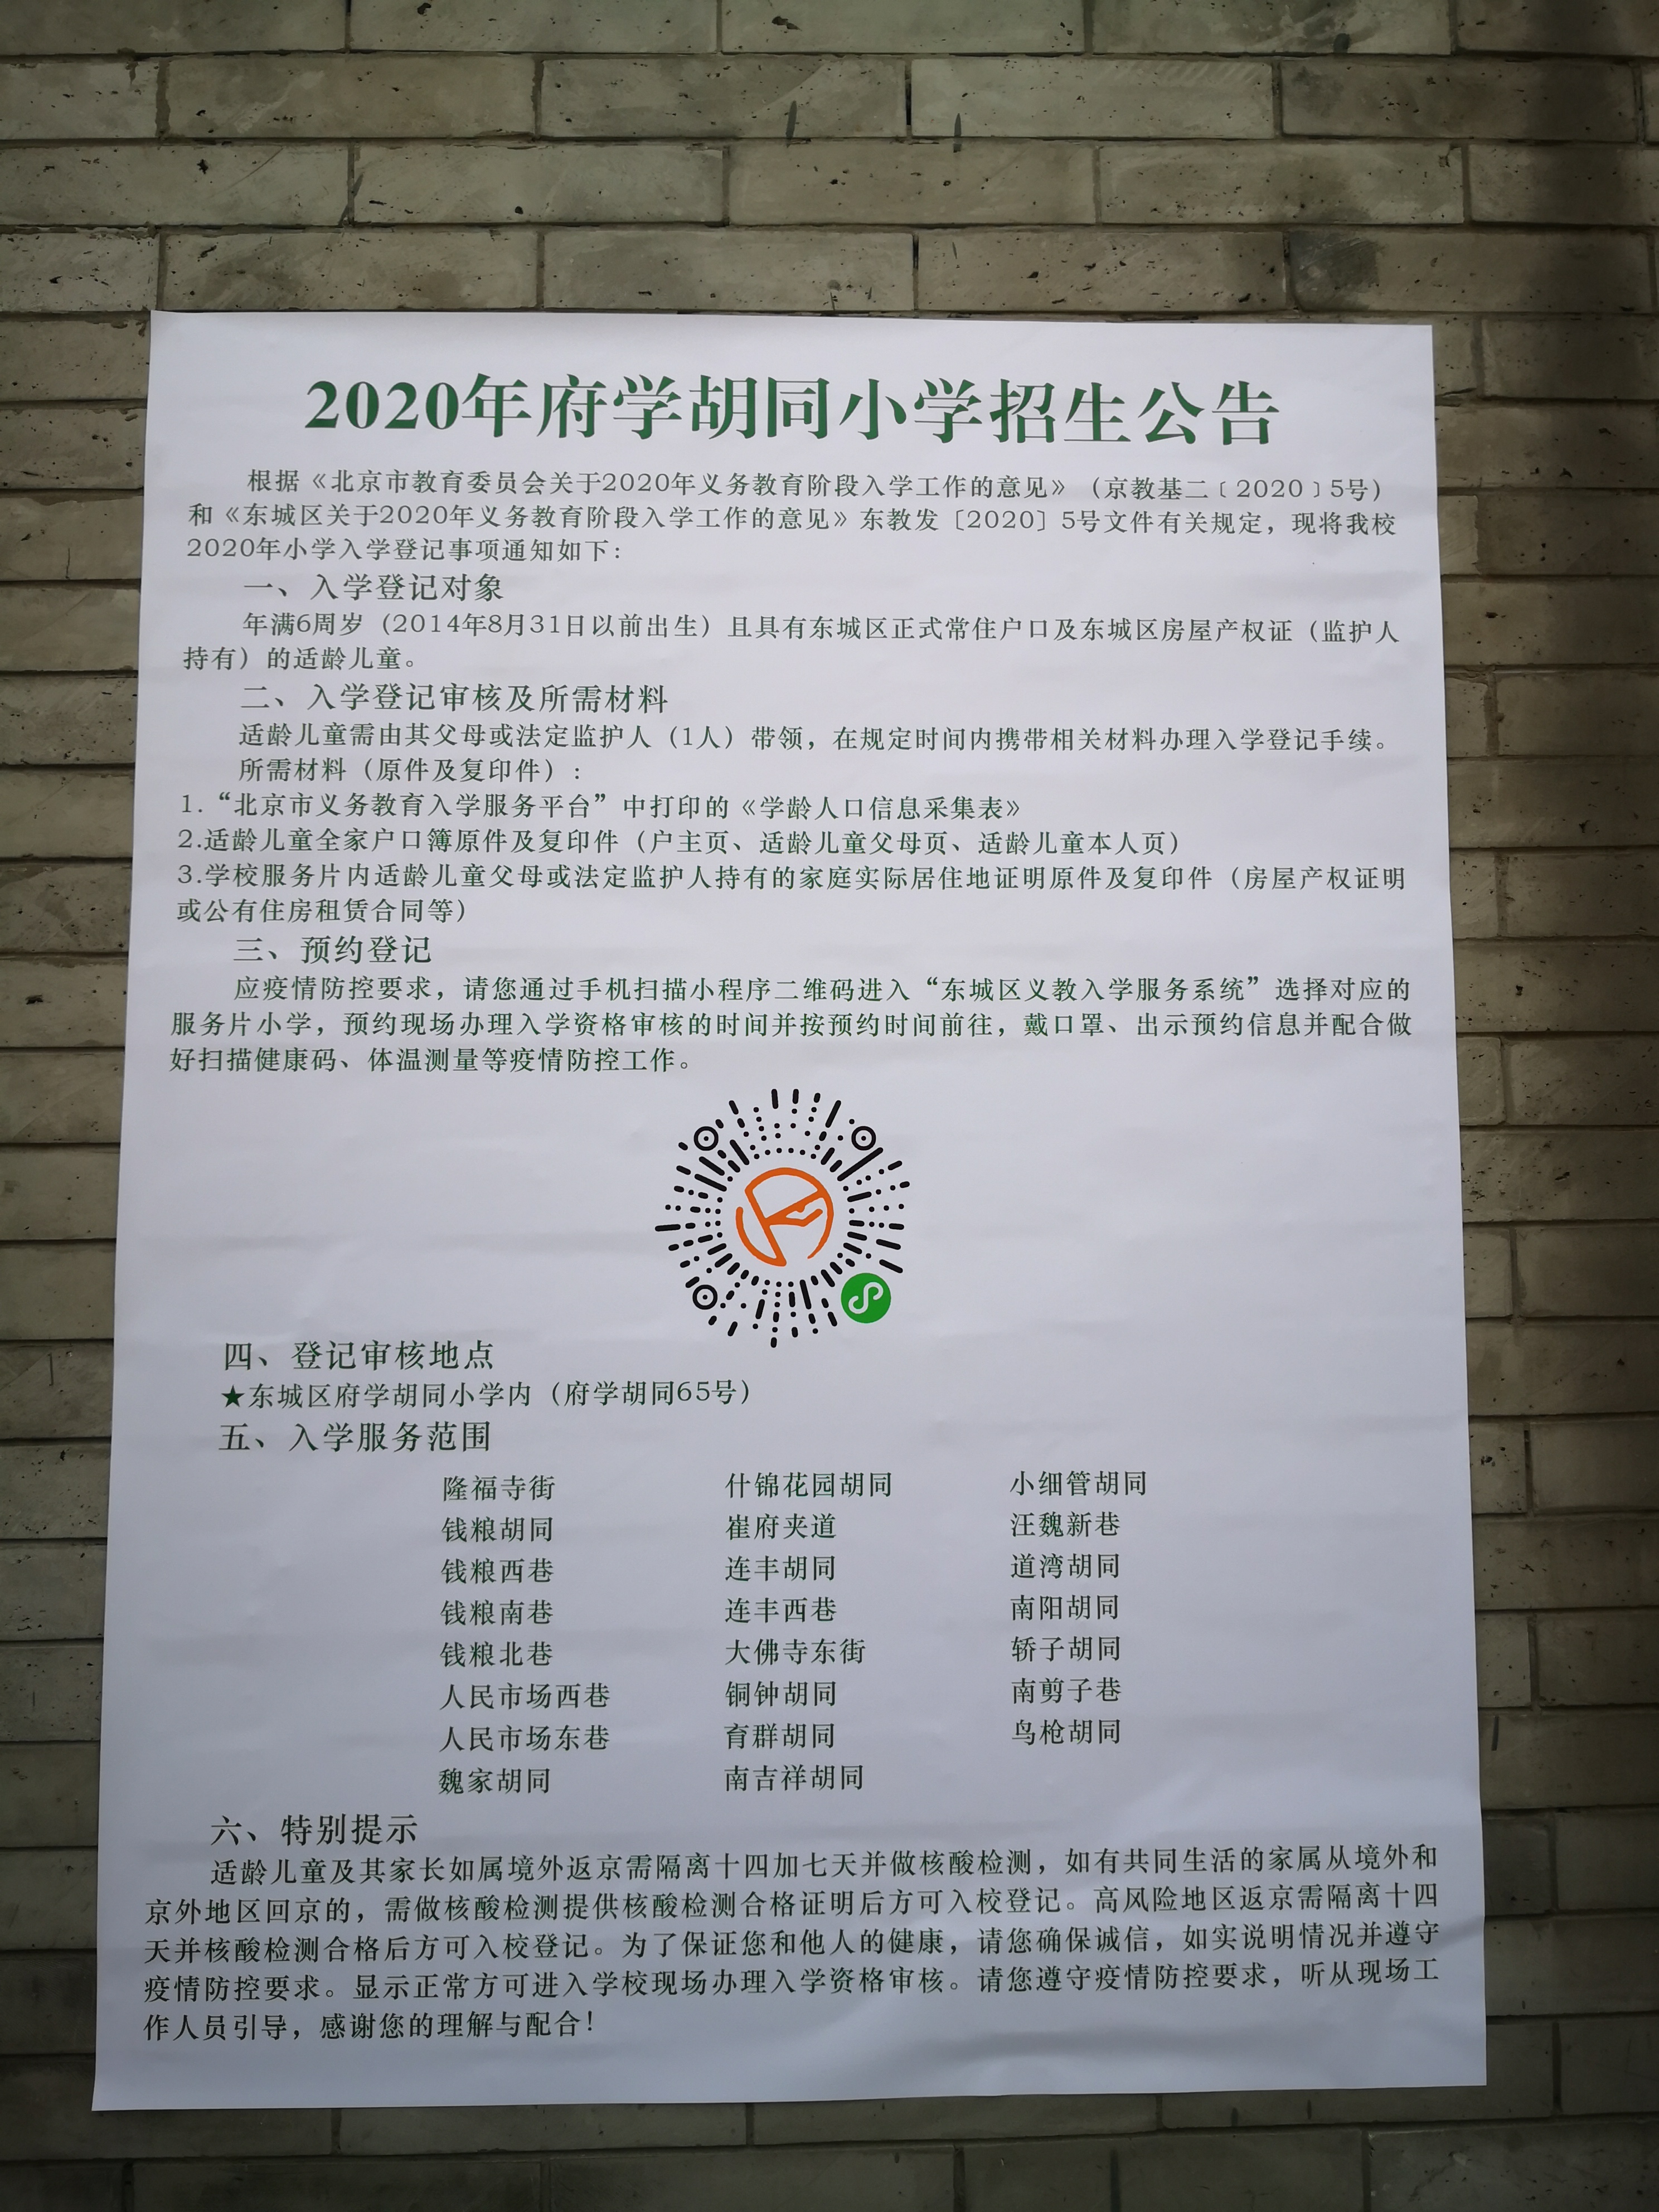 2020年府学胡同小学招生公告
根据《北京市教育委员会关于2020年义务教育阶段入学工作的意见》（京教基二﹝2020﹞5号）
和《东城区关于2020年义务教育阶段入学工作的意见》东教发〔2020〕5号文件有关规定，现将我校
2020年小学入学登记事项通知如下：
一、入学登记对象
年满6周岁（2014年8月31日以前出生）且具有东城区正式常住户口及东城区房屋产权证（监护人
持有）的适龄儿童。
二、入学登记审核及所需材料
适龄儿童需由其父母或法定监护人（1人）带领，在规定时间内携带相关材料办理入学登记手续。
所需材料（原件及复印件）：
1.“北京市义务教育入学服务平台”中打印的《学龄人口信息采集表》
2.适龄儿童全家户口簿原件及复印件（户主页、适龄儿童父母页、适龄儿童本人页）
3.学校服务片内适龄儿童父母或法定监护人持有的家庭实际居住地证明原件及复印件（房屋产权证明
或公有住房租赁合同等）
三、预约登记
应疫情防控要求，请您通过手机扫描小程序二维码进入“东城区义教入学服务系统”选择对应的
服务片小学，预约现场办理入学资格审核的时间并按预约时间前往，戴口罩、出示预约信息并配合做
好扫描健康码、体温测量等疫情防控工作。
四、登记审核地点
★东城区府学胡同小学内（府学胡同65号）
五、入学服务范围
隆福寺街 什锦花园胡同 小细管胡同
钱粮胡同 崔府夹道 汪魏新巷
钱粮西巷 连丰胡同 道湾胡同
钱粮南巷 连丰西巷 南阳胡同
钱粮北巷 大佛寺东街 轿子胡同
人民市场西巷 铜钟胡同 南剪子巷
人民市场东巷 育群胡同 鸟枪胡同
魏家胡同 南吉祥胡同
六、特别提示
适龄儿童及其家长如属境外返京需隔离十四加七天并做核酸检测，如有共同生活的家属从境外和
京外地区回京的，需做核酸检测提供核酸检测合格证明后方可入校登记。高风险地区返京需隔离十四
天并核酸检测合格后方可入校登记。为了保证您和他人的健康，请您确保诚信，如实说明情况并遵守
疫情防控要求。显示正常方可进入学校现场办理入学资格审核。请您遵守疫情防控要求，听从现场工
作人员引导，感谢您的理解与配合！